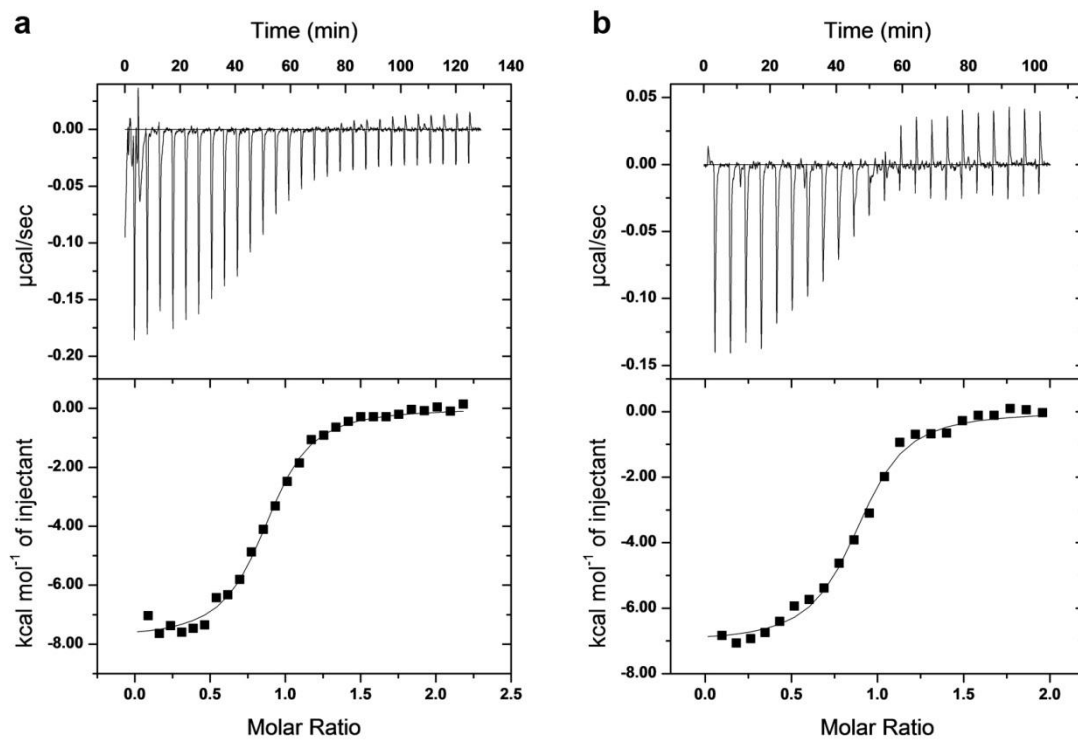 a
Time (min)
0 20 40 60 80 100 120 140
0.00
-0.05
-0.10
-0.15
-0.20
µcal/sec
0.00
-2.00
-4.00
-6.00
-8.00
kcal mol⁻¹ of injectant
0.0 0.5 1.0 1.5 2.0 2.5
Molar Ratio
b
Time (min)
0 20 40 60 80 100
0.05
0.00
-0.05
-0.10
-0.15
µcal/sec
0.00
-2.00
-4.00
-6.00
-8.00
kcal mol⁻¹ of injectant
0.0 0.5 1.0 1.5 2.0
Molar Ratio